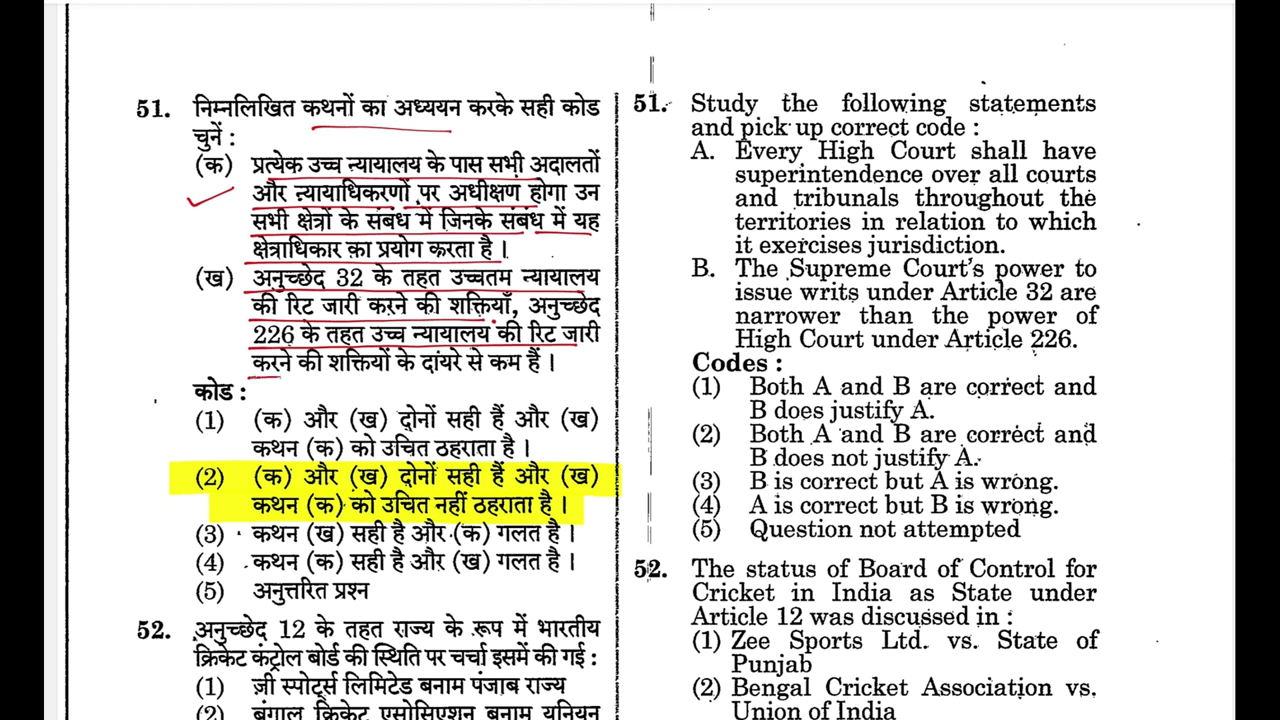 51. निम्नलिखित कथनों का अध्ययन करके सही कोड
चुनें :
(क) प्रत्येक उच्च न्यायालय के पास सभी अदालतों
और न्यायाधिकरणों पर अधीक्षण होगा उन
सभी क्षेत्रों के संबंध में जिनके संबंध में यह
क्षेत्राधिकार का प्रयोग करता है ।
(ख) अनुच्छेद 32 के तहत उच्चतम न्यायालय
की रिट जारी करने की शक्तियाँ, अनुच्छेद
226 के तहत उच्च न्यायालय की रिट जारी
करने की शक्तियों के दांयरे से कम हैं ।
कोड :
(1) (क) और (ख) दोनों सही हैं और (ख)
कथन (क) को उचित ठहराता है ।
(2) (क) और (ख) दोनों सही हैं और (ख)
कथन (क) को उचित नहीं ठहराता है ।
(3) कथन (ख) सही है और (क) गलत है ।
(4) कथन (क) सही है और (ख) गलत है ।
(5) अनुत्तरित प्रश्न
52. अनुच्छेद 12 के तहत राज्य के रूप में भारतीय
क्रिकेट कंट्रोल बोर्ड की स्थिति पर चर्चा इसमें की गई :
(1) ज़ी स्पोर्ट्स लिमिटेड बनाम पंजाब राज्य
(2) बंगाल क्रिकेट एसोसिएशन बनाम यूनियन
51. Study the following statements
and pick up correct code :
A. Every High Court shall have
superintendence over all courts
and tribunals throughout the
territories in relation to which
it exercises jurisdiction.
B. The Supreme Court's power to
issue writs under Article 32 are
narrower than the power of
High Court under Article 226.
Codes :
(1) Both A and B are correct and
B does justify A.
(2) Both A and B are correct and
B does not justify A.
(3) B is correct but A is wrong.
(4) A is correct but B is wrong.
(5) Question not attempted
52. The status of Board of Control for
Cricket in India as State under
Article 12 was discussed in :
(1) Zee Sports Ltd. vs. State of
Punjab
(2) Bengal Cricket Association vs.
Union of India